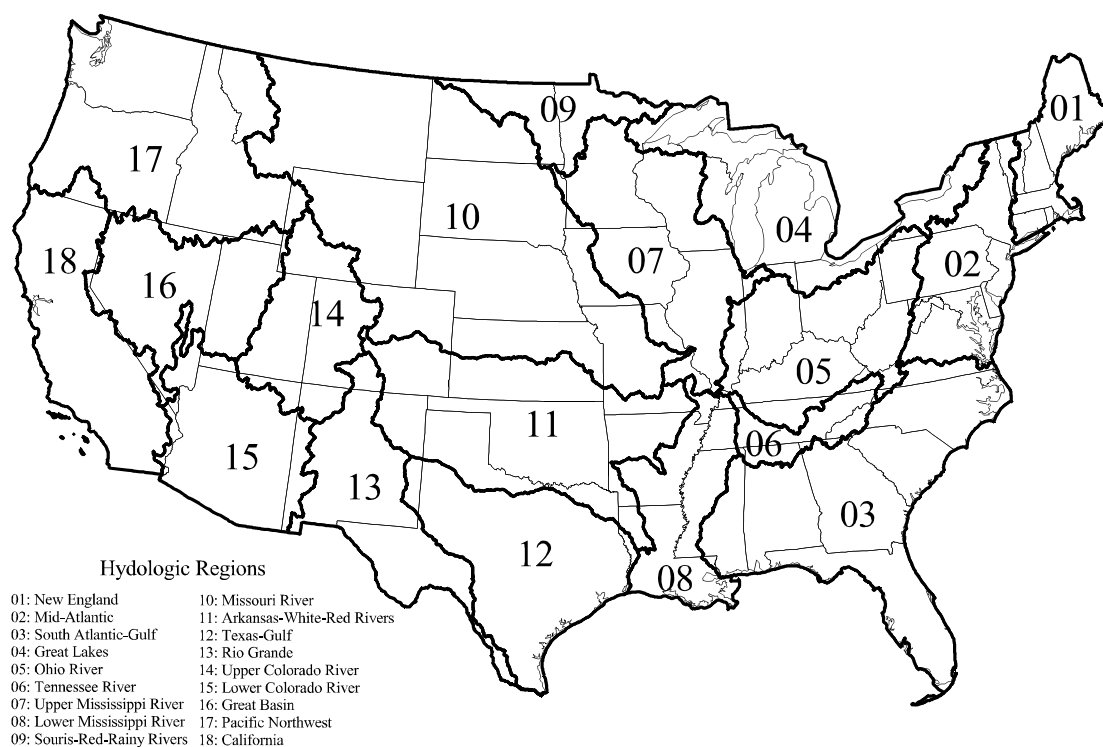 09
01
17
10
04
07
18
02
16
14
05
11
06
15
13
03
12
08
Hydologic Regions
01: New England
02: Mid-Atlantic
03: South Atlantic-Gulf
04: Great Lakes
05: Ohio River
06: Tennessee River
07: Upper Mississippi River
08: Lower Mississippi River
09: Souris-Red-Rainy Rivers
10: Missouri River
11: Arkansas-White-Red Rivers
12: Texas-Gulf
13: Rio Grande
14: Upper Colorado River
15: Lower Colorado River
16: Great Basin
17: Pacific Northwest
18: California